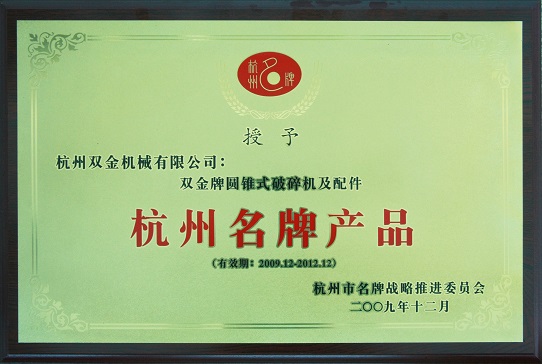 杭州 名 牌
授予
杭州双金机械有限公司：
双金牌圆锥式破碎机及配件
杭州名牌产品
（有效期：2009.12-2012.12）
杭州市名牌战略推进委员会
二〇〇九年十二月